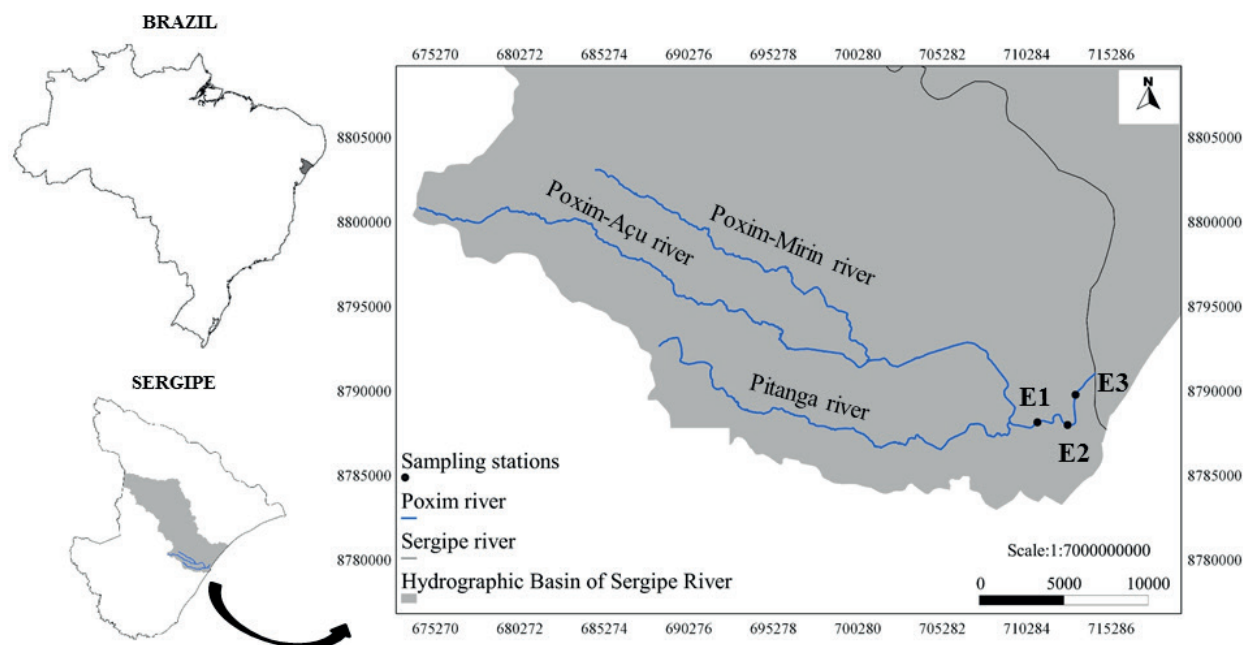 BRAZIL
SERGIPE
675270 680272 685274 690276 695278 700280 705282 710284 715286
N
8805000 8805000
8800000 8800000
8795000 8795000
8790000 8790000
8785000 8785000
8780000 8780000
Poxim-Açu river
Poxim-Mirin river
Pitanga river
E1
E2
E3
Sampling stations
Poxim river
Sergipe river
Hydrographic Basin of Sergipe River
Scale:1:7000000000
0 5000 10000
675270 680272 685274 690276 695278 700280 705282 710284 715286